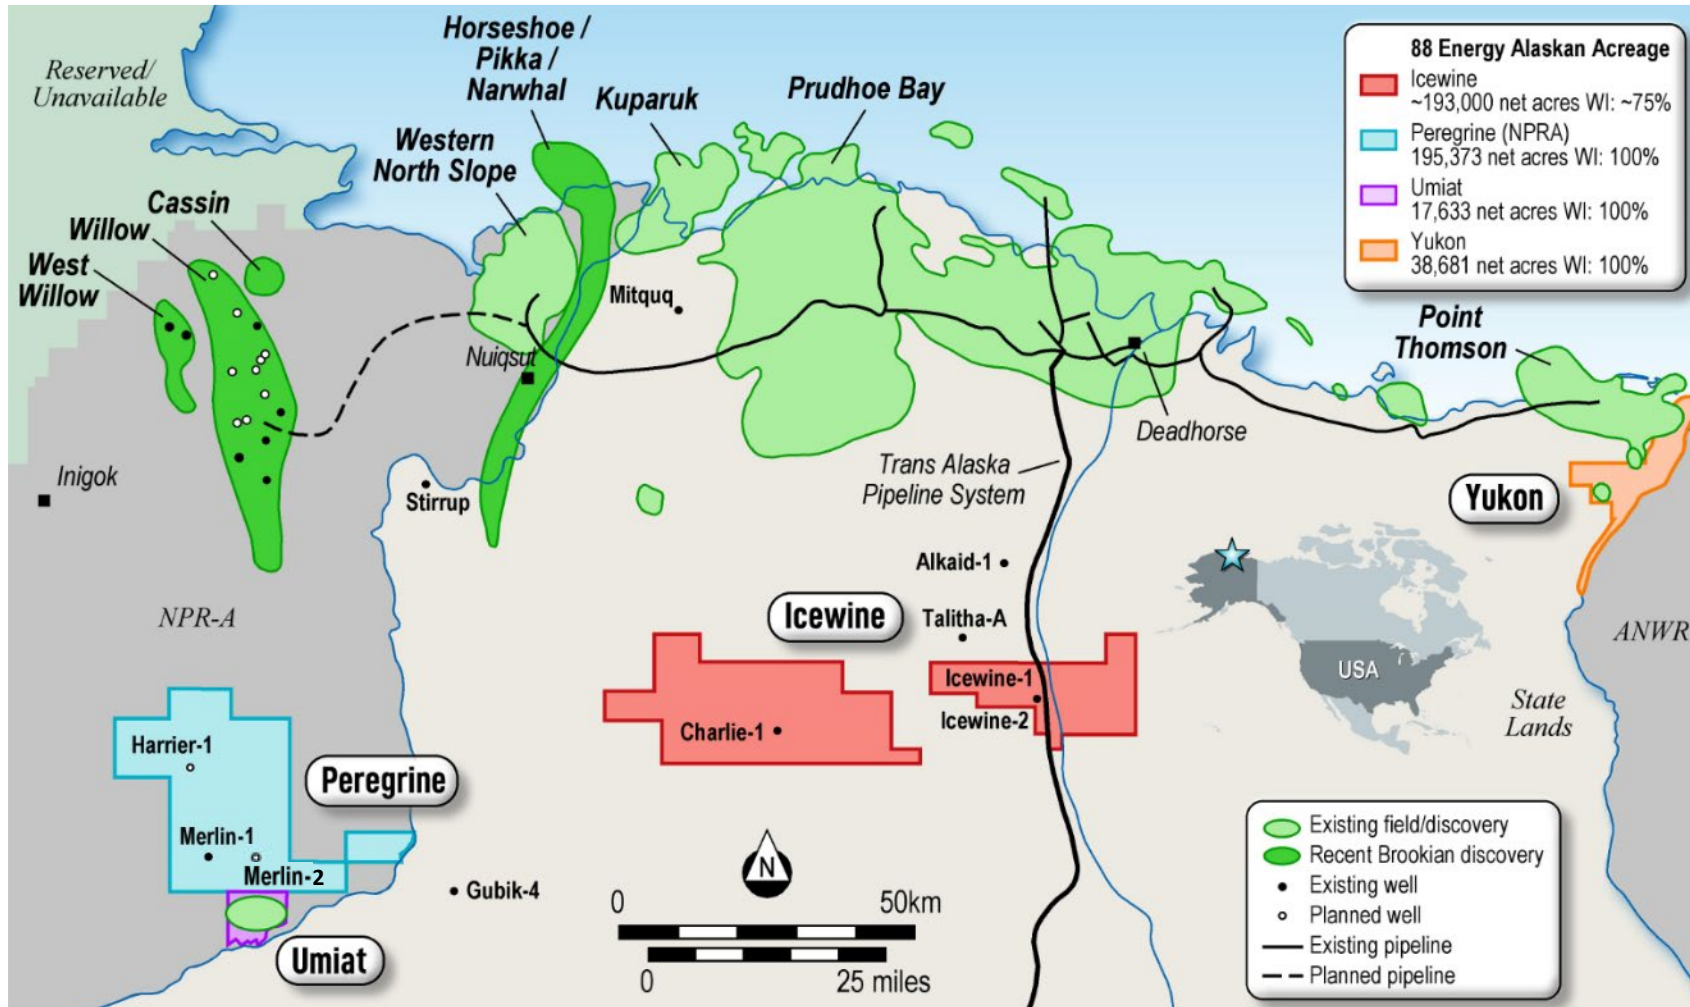 Reserved/
Unavailable
Horseshoe /
Pikka /
Narwhal
Kuparuk
Prudhoe Bay
Western
North Slope
Cassin
Willow
West
Willow
88 Energy Alaskan Acreage
Icewine
~193,000 net acres WI: ~75%
Peregrine (NPRA)
195,373 net acres WI: 100%
Umiat
17,633 net acres WI: 100%
Yukon
38,681 net acres WI: 100%
Mitquq
Nuiqsut
Point
Thomson
Deadhorse
Inigok
Stirrup
Trans Alaska
Pipeline System
Yukon
Alkaid-1
NPR-A
Icewine
Talitha-A
ANWR
USA
Icewine-1
Icewine-2
State
Lands
Charlie-1
Harrier-1
Peregrine
Merlin-1
Merlin-2
Gubik-4
Umiat
N
0 50km
0 25 miles
Existing field/discovery
Recent Brookian discovery
Existing well
Planned well
Existing pipeline
Planned pipeline